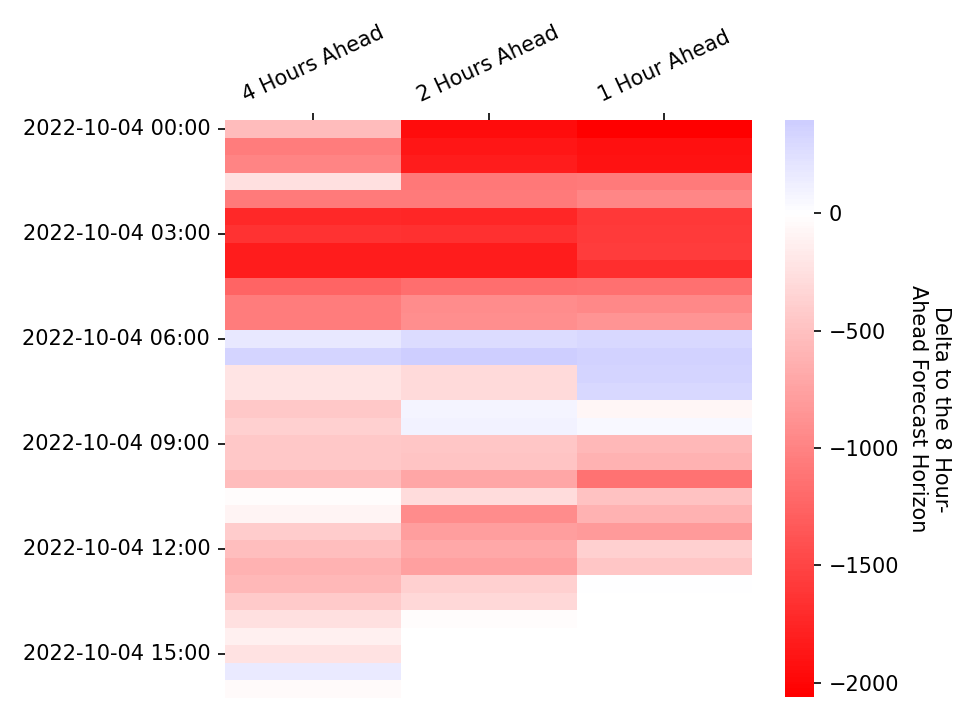 4 Hours Ahead
2 Hours Ahead
1 Hour Ahead
2022-10-04 00:00
2022-10-04 03:00
2022-10-04 06:00
2022-10-04 09:00
2022-10-04 12:00
2022-10-04 15:00
0
−500
−1000
−1500
−2000
Delta to the 8 Hour-
Ahead Forecast Horizon